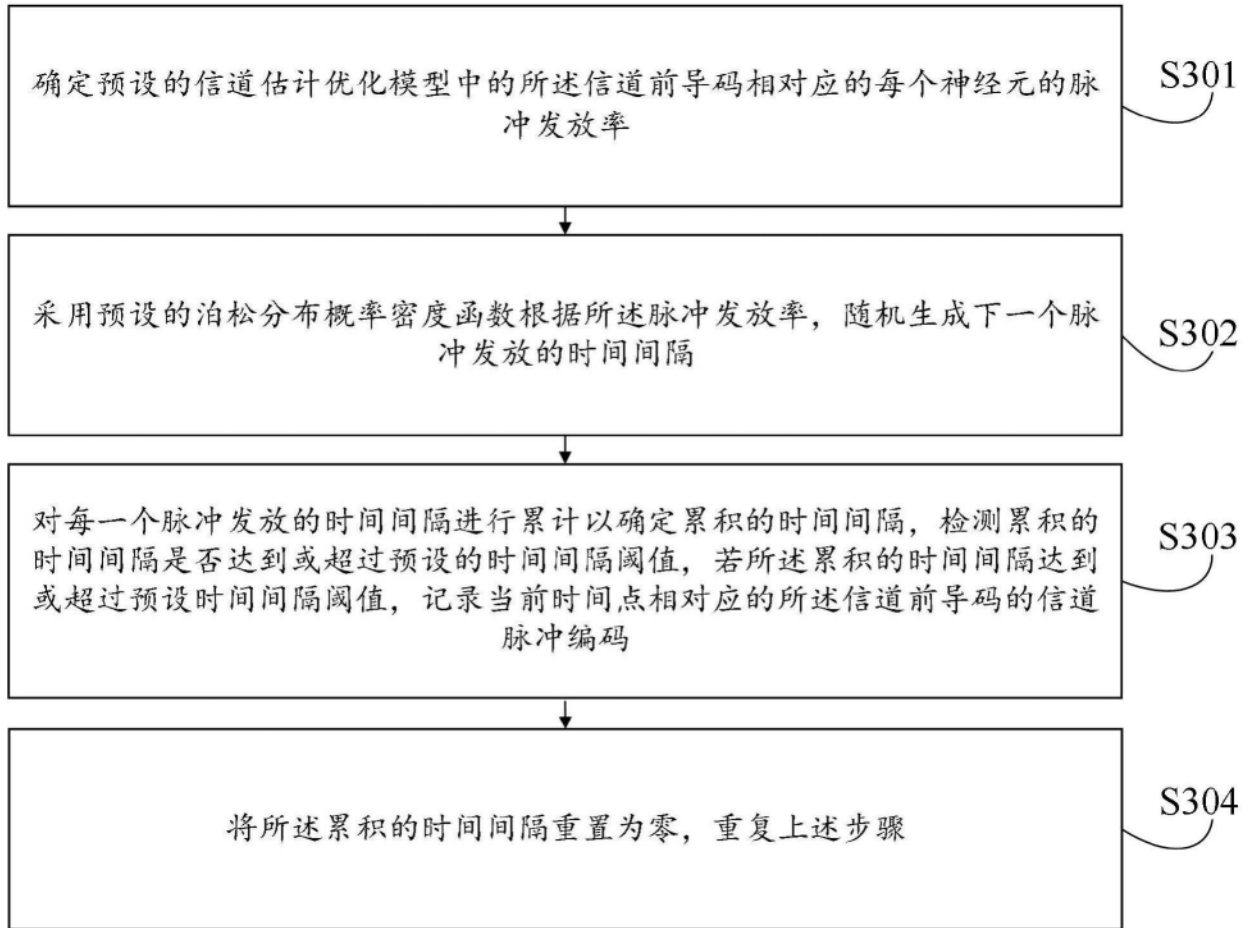 确定预设的信道估计优化模型中的所述信道前导码相对应的每个神经元的脉
冲发放率
S301
采用预设的泊松分布概率密度函数根据所述脉冲发放率，随机生成下一个脉
冲发放的时间间隔
S302
对每一个脉冲发放的时间间隔进行累计以确定累积的时间间隔，检测累积的
时间间隔是否达到或超过预设的时间间隔阈值，若所述累积的时间间隔达到
或超过预设时间间隔阈值，记录当前时间点相对应的所述信道前导码的信道
脉冲编码
S303
将所述累积的时间间隔重置为零，重复上述步骤
S304